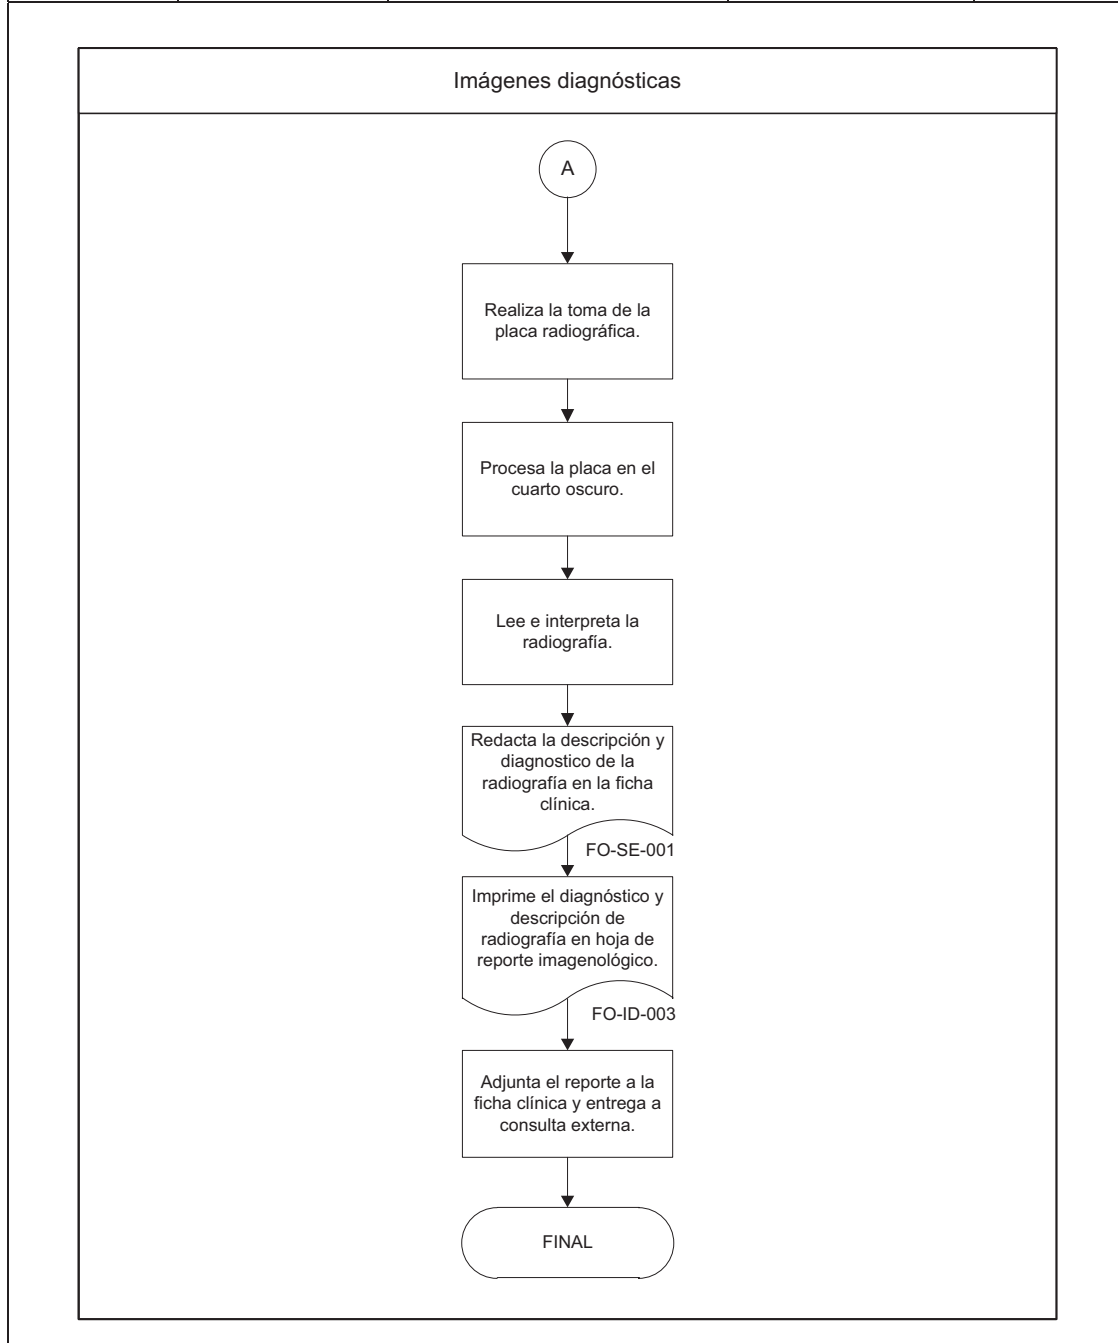 Imágenes diagnósticas
A
Realiza la toma de la
placa radiográfica.
Procesa la placa en el
cuarto oscuro.
Lee e interpreta la
radiografía.
Redacta la descripción y
diagnostico de la
radiografía en la ficha
clínica.
FO-SE-001
Imprime el diagnóstico y
descripción de
radiografía en hoja de
reporte imagenológico.
FO-ID-003
Adjunta el reporte a la
ficha clínica y entrega a
consulta externa.
FINAL